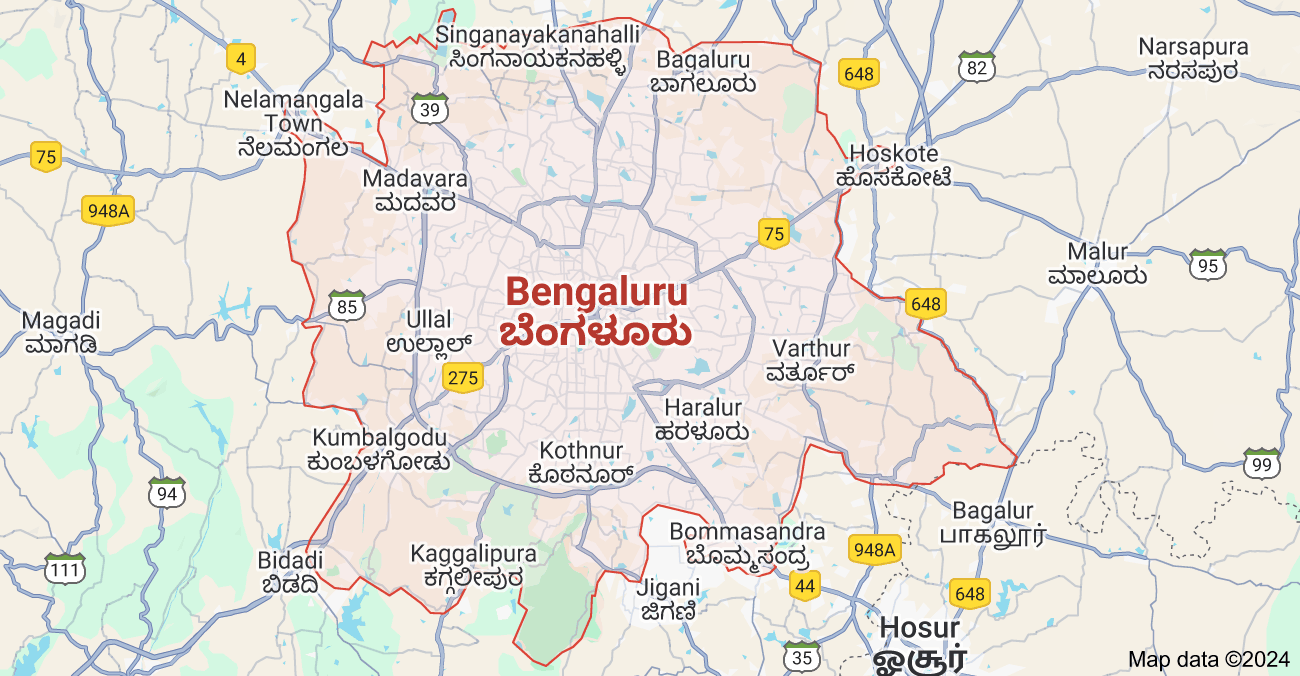 Singanayakanahalli
ಸಿಂಗನಾಯಕನಹಳ್ಳಿ
Bagaluru
ಬಾಗಲೂರು
Narsapura
ನರಸಪುರ
4
648
82
Nelamangala
Town
ನೆಲಮಂಗಲ
39
75
Hoskote
ಹೊಸಕೋಟೆ
Madavara
ಮದವರ
948A
75
Malur
ಮಾಲೂರು
95
Bengaluru
ಬೆಂಗಳೂರು
85
648
Magadi
ಮಾಗಡಿ
Ullal
ಉಲ್ಲಾಲ್
275
Varthur
ವರ್ತೂರ್
Haralur
ಹರಳೂರು
Kumbalgodu
ಕುಂಬಳಗೋಡು
Kothnur
ಕೊಠನೂರ್
99
94
Bagalur
பாகலூர்
Bommasandra
ಬೊಮ್ಮಸಂದ್ರ
948A
Bidadi
ಬಿಡದಿ
Kaggalipura
ಕಗ್ಗಲೀಪುರ
111
Jigani
ಜಿಗಣಿ
44
648
Hosur
ஓசூர்
35
Map data ©2024